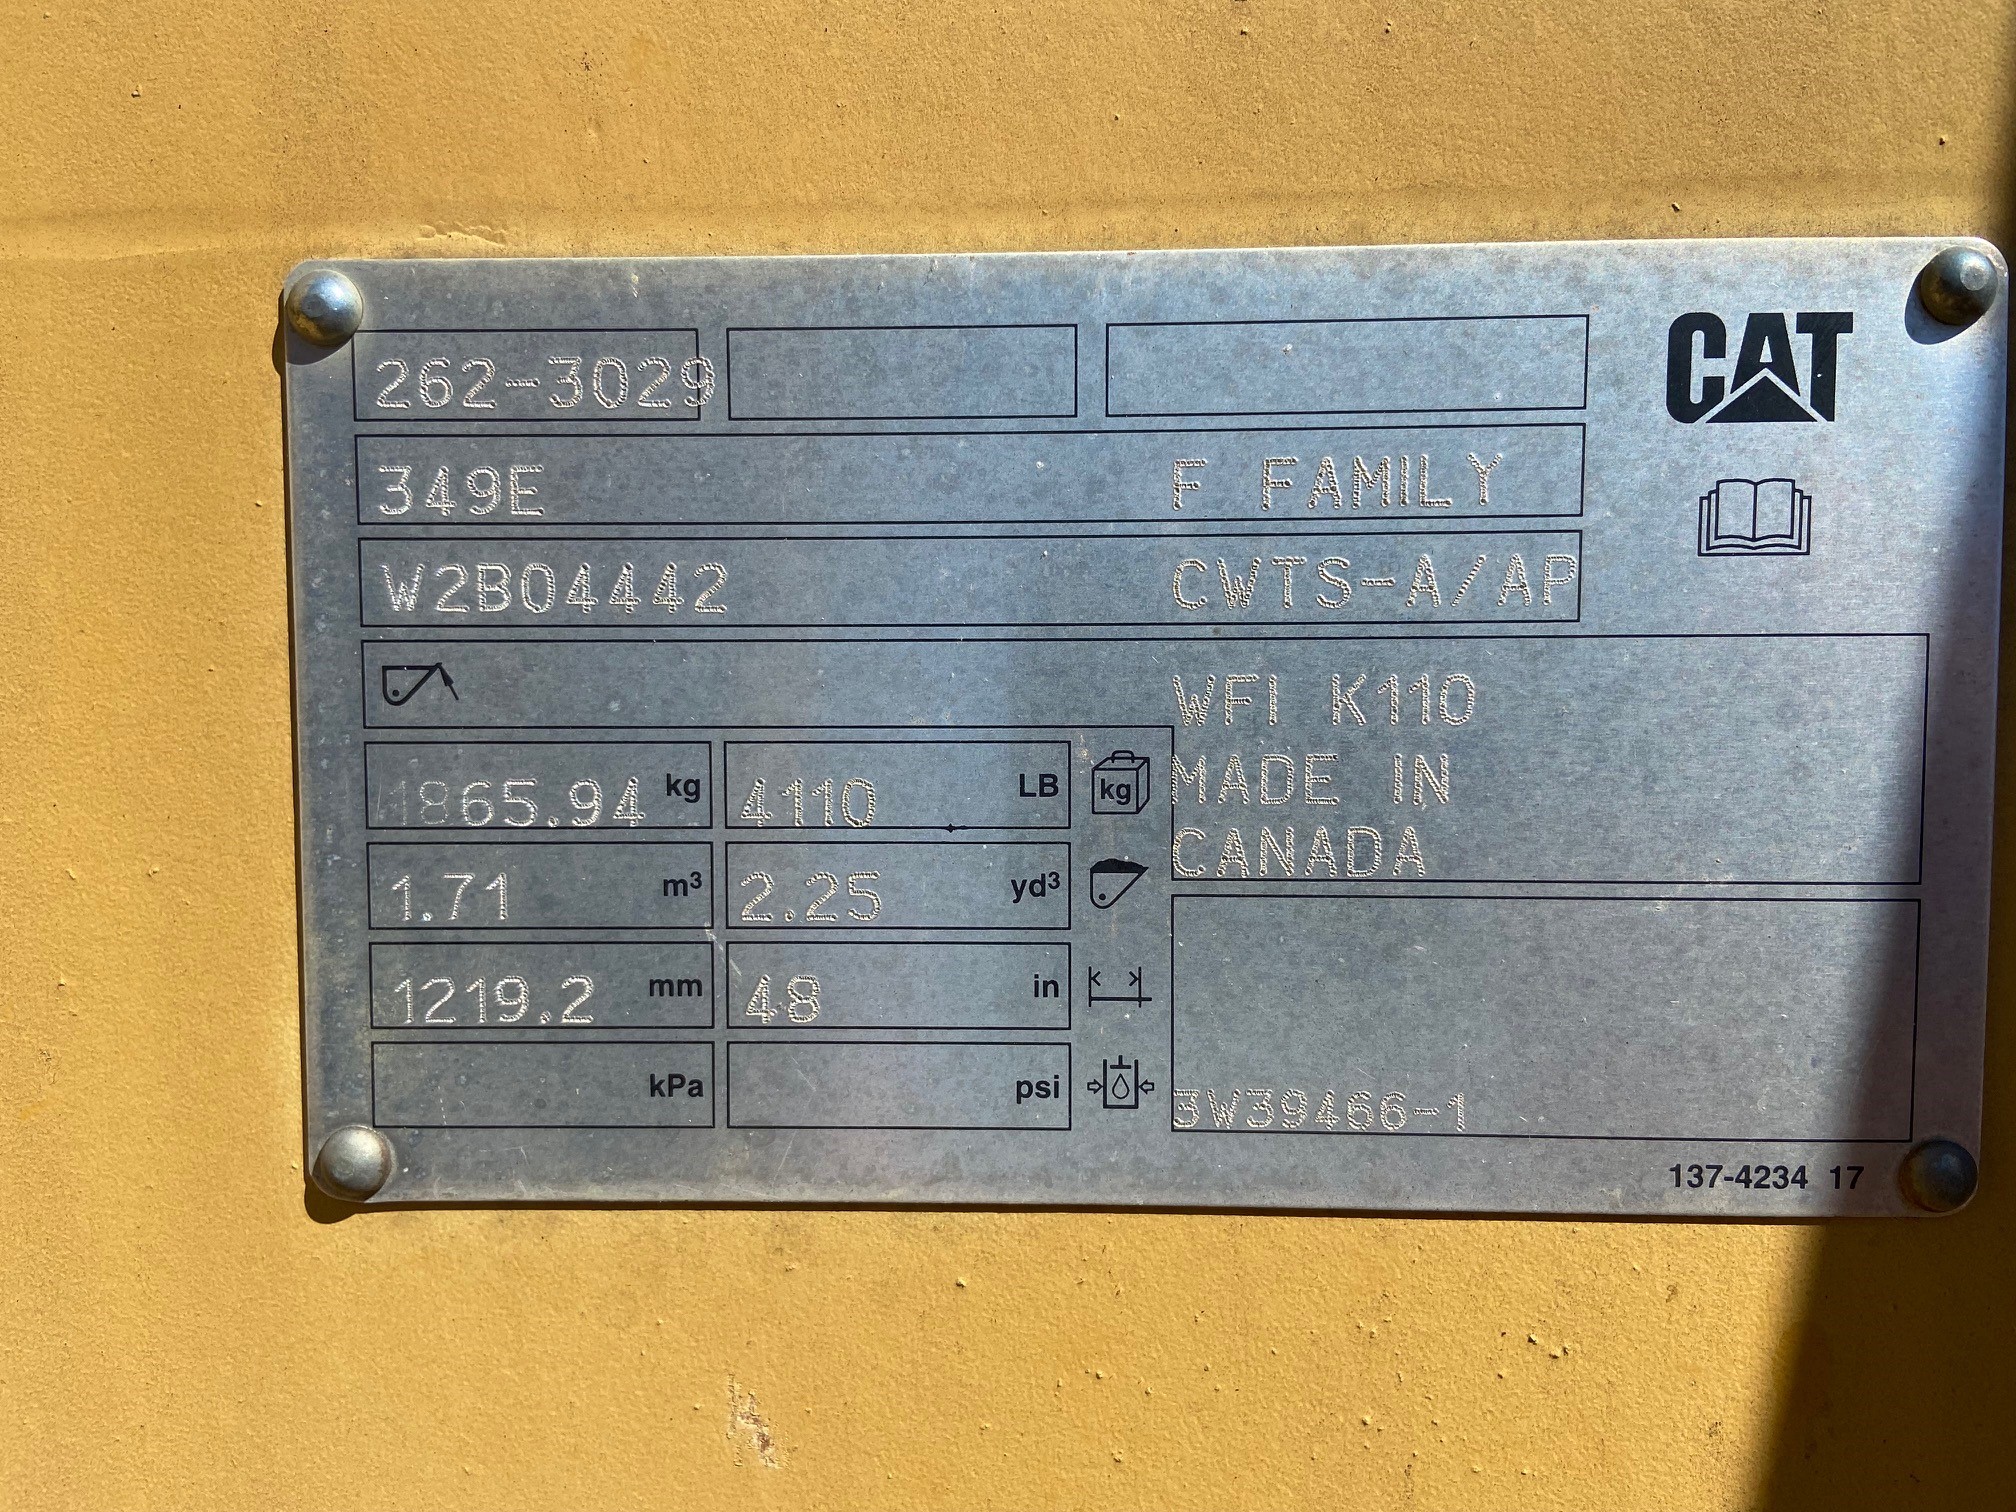 262-3029
CAT
349E F FAMILY
W2B04442 CWTS-A/AP
WFI K110
1865.94 kg 4110 LB kg MADE IN
CANADA
1.71 m³ 2.25 yd³
1219.2 mm 48 in
kPa psi
3W39466-1
137-4234 17